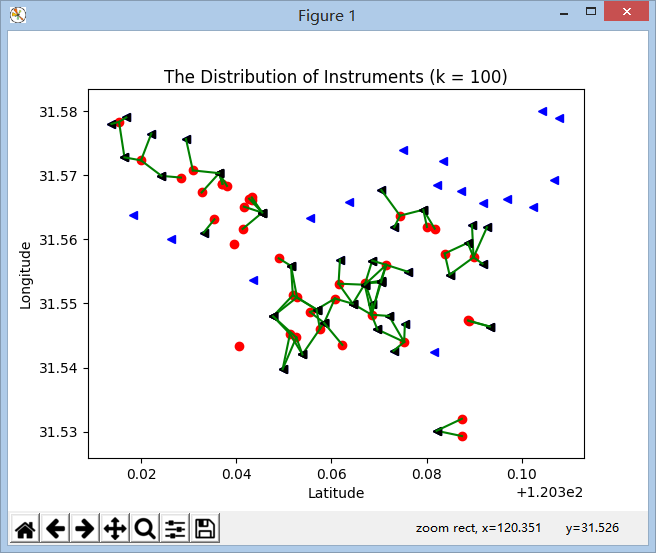 Figure 1
The Distribution of Instruments (k = 100)
31.58
31.57
31.56
31.55
31.54
31.53
Longitude
0.02 0.04 0.06 0.08 0.10
+1.203e2
Latitude
zoom rect, x=120.351 y=31.526